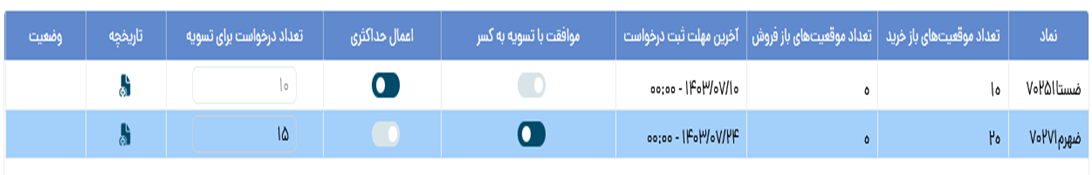 نماد تعداد موقعیت‌های باز خرید تعداد موقعیت‌های باز فروش آخرین مهلت ثبت درخواست موافقت با تسویه به کسر اعمال حداکثری تعداد درخواست برای تسویه تاریخچه وضعیت
ضستا۷۰۲۵۱ ۱۰ ۰ ۱۴۰۳/۰۷/۱۰ - ۰۰:۰۰ ۱۰
ضهرم۷۰۲۷۱ ۲۰ ۰ ۱۴۰۳/۰۷/۲۴ - ۰۰:۰۰ ۱۵